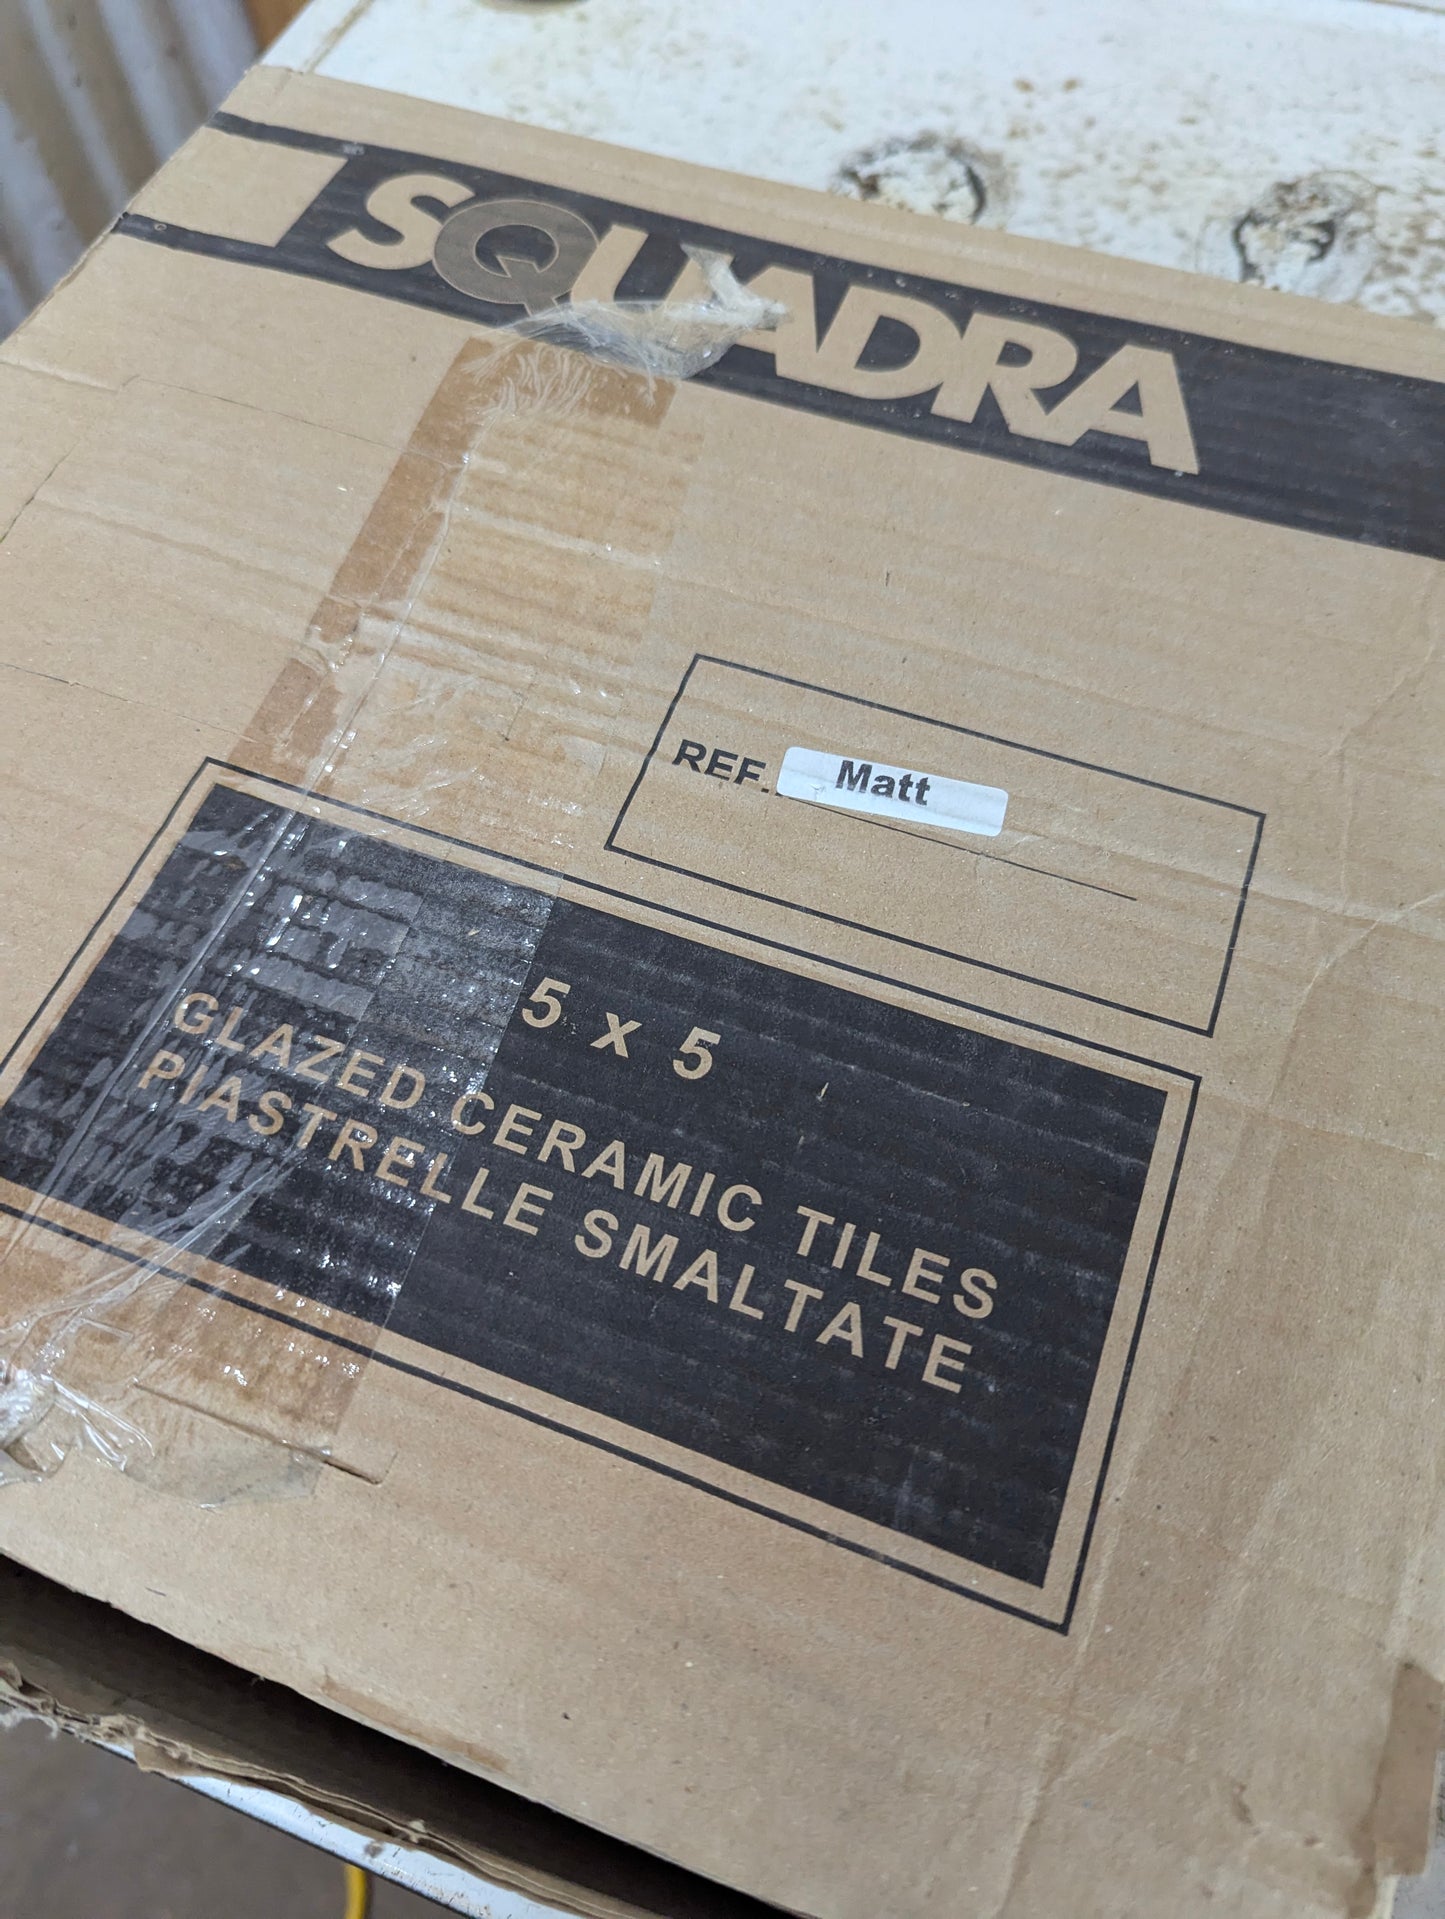 SQUADRA
REF. Matt
5 x 5
GLAZED CERAMIC TILES
PIASTRELLE SMALTATE